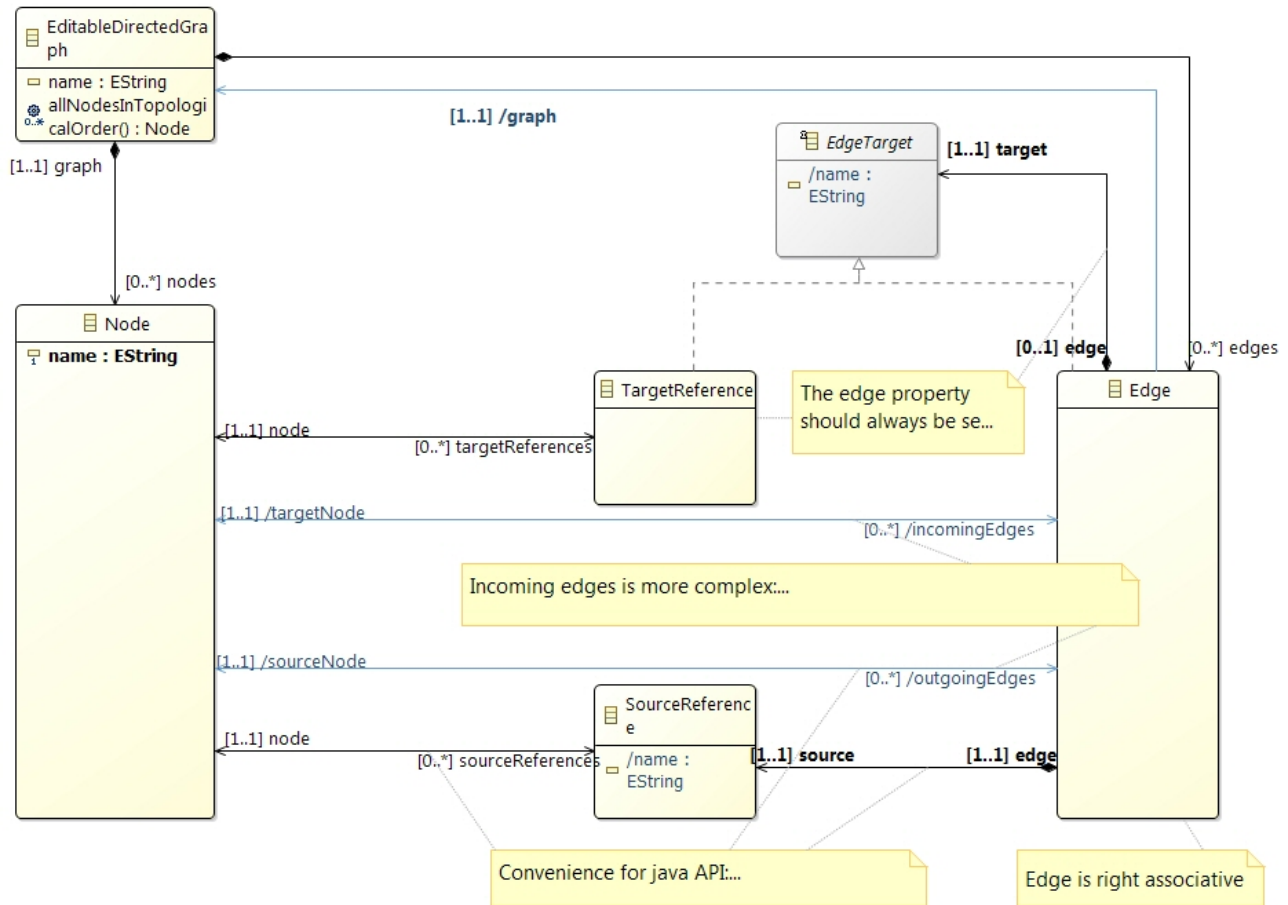 EditableDirectedGra
ph
name : EString
allNodesInTopologi
0..*
calOrder() : Node
[1..1] graph
[1..1] /graph
EdgeTarget
/name :
EString
[1..1] target
[0..*] nodes
Node
1
name : EString
[0..1] edge
[0..*] edges
TargetReference
The edge property
should always be se...
Edge
[1..1] node
[0..*] targetReferences
[1..1] /targetNode
[0..*] /incomingEdges
Incoming edges is more complex:...
[1..1] /sourceNode
[0..*] /outgoingEdges
SourceReferenc
e
/name :
EString
[1..1] node
[0..*] sourceReferences
[1..1] source
[1..1] edge
Convenience for java API:...
Edge is right associative